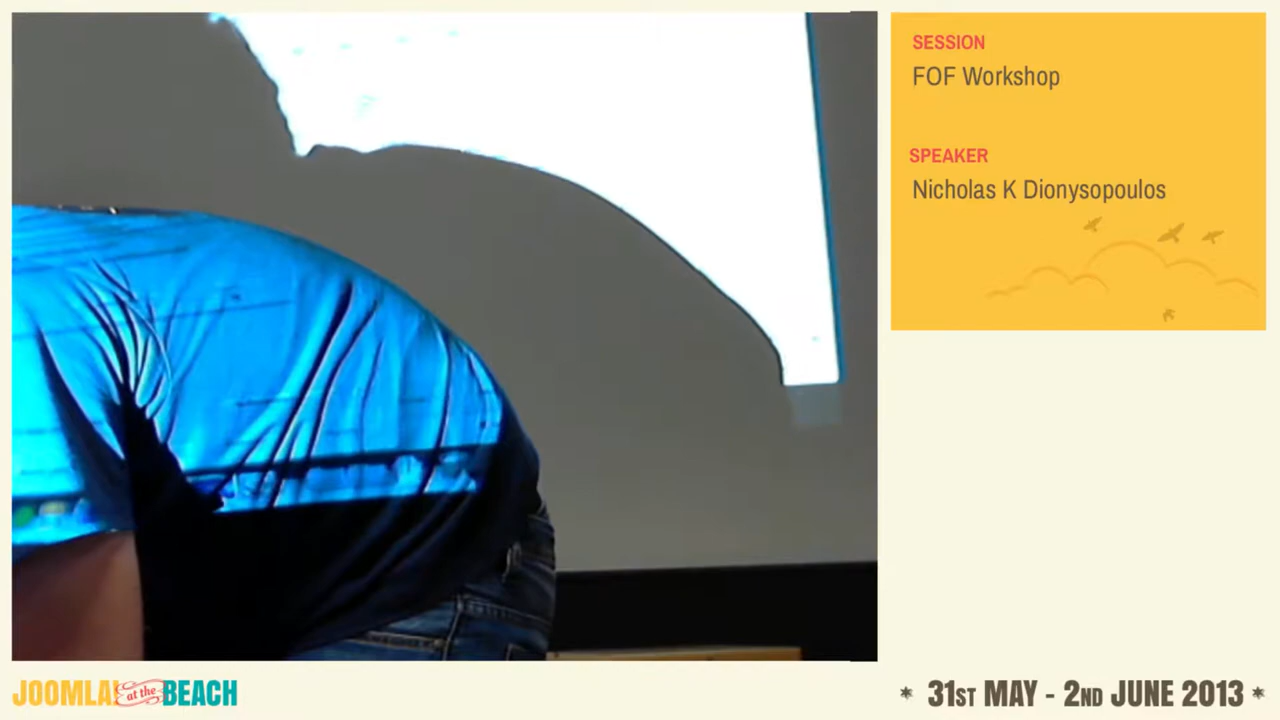 SESSION
FOF Workshop
SPEAKER
Nicholas K Dionysopoulos
JOOMLA! at the BEACH
* 31ST MAY - 2ND JUNE 2013 *